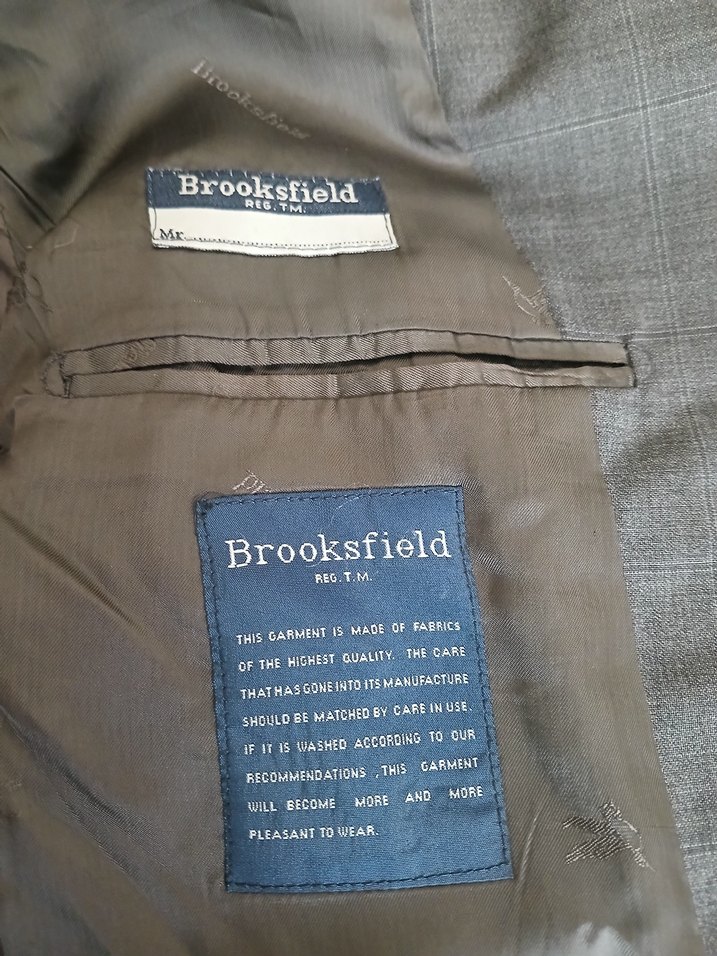 Brooksfield
Brooksfield
REG. T.M.
Mr.
Brooksfield
REG. T.M.
THIS GARMENT IS MADE OF FABRICS
OF THE HIGHEST QUALITY. THE CARE
THAT HAS GONE INTO ITS MANUFACTURE
SHOULD BE MATCHED BY CARE IN USE.
IF IT IS WASHED ACCORDING TO OUR
RECOMMENDATIONS ,THIS GARMENT
WILL BECOME MORE AND MORE
PLEASANT TO WEAR.